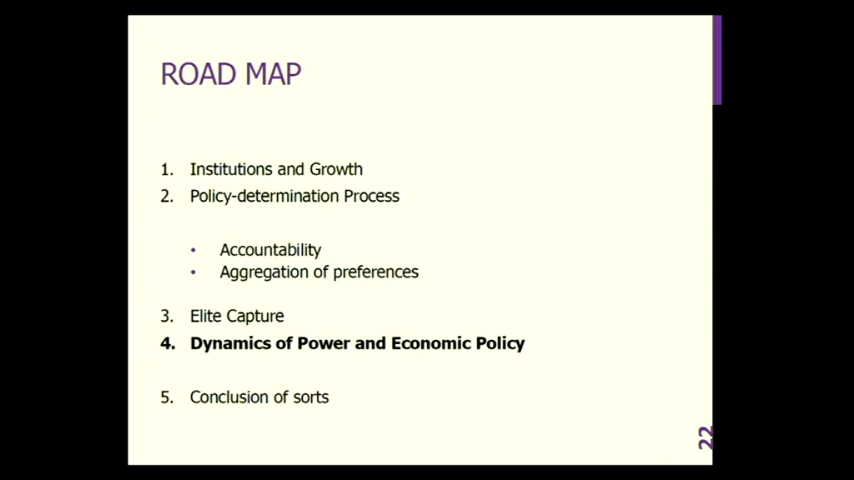 ROAD MAP
1. Institutions and Growth
2. Policy-determination Process
• Accountability
• Aggregation of preferences
3. Elite Capture
4. Dynamics of Power and Economic Policy
5. Conclusion of sorts
22